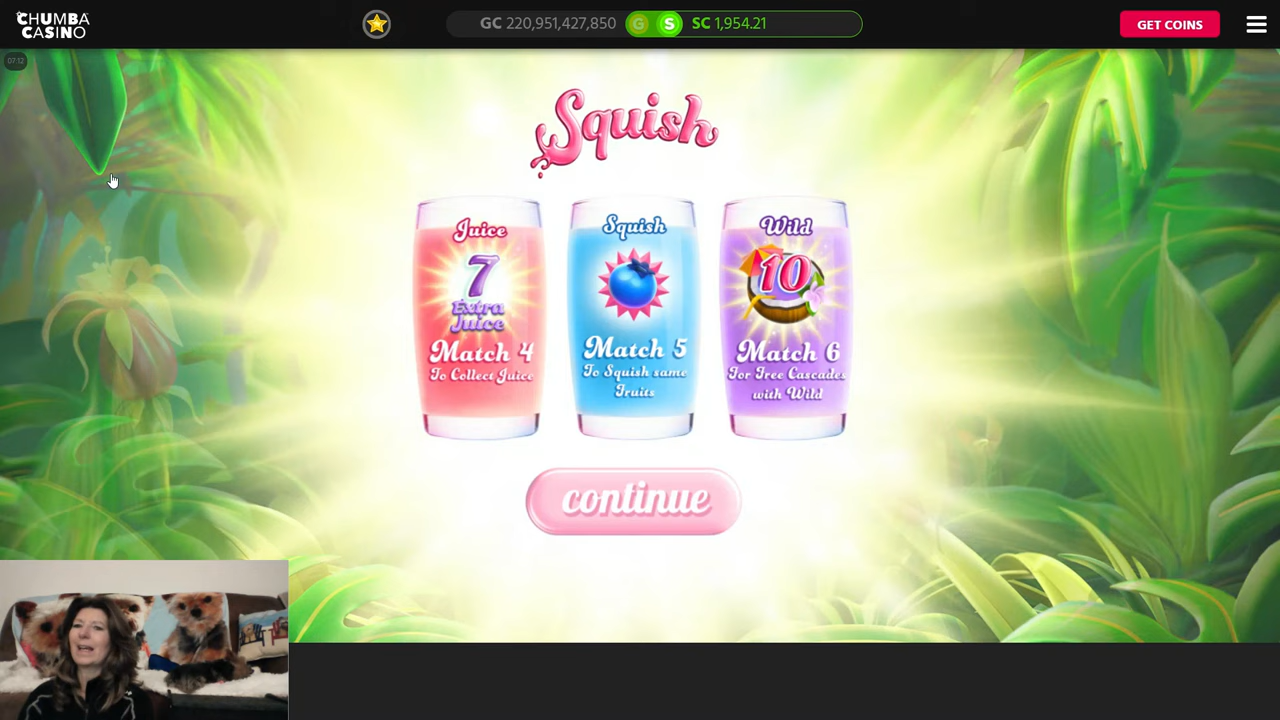 CHUMBA
CASINO
GC 220,951,427,850 G S SC 1,954.21
GET COINS
07:12
Squish
Juice
7
Extra
Juice
Match 4
To Collect Juice
Squish
Match 5
To Squish same
Fruits
Wild
10
Match 6
For Free Cascades
with Wild
continue